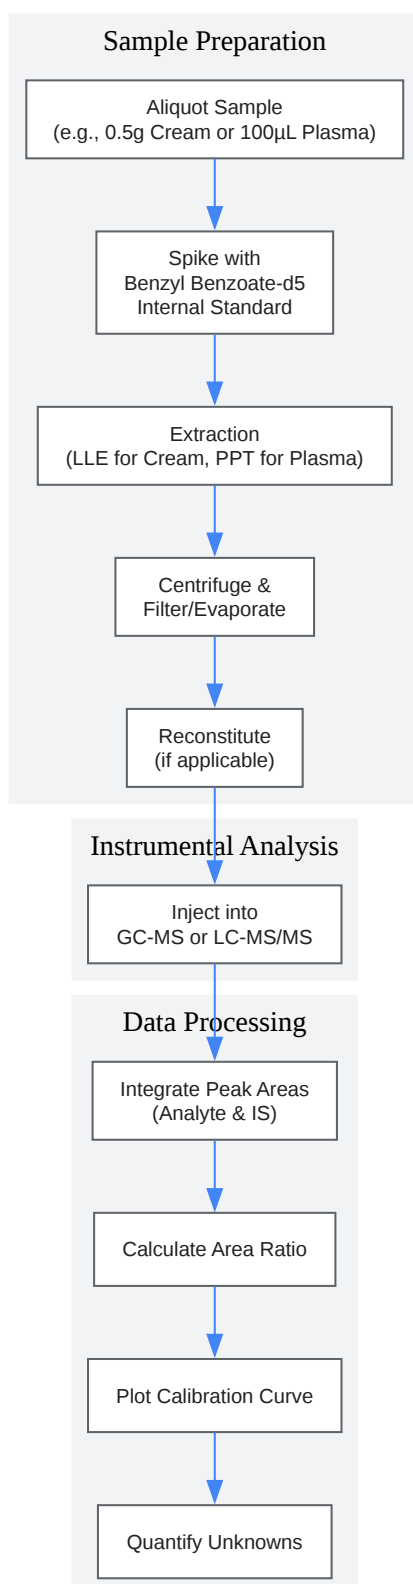 Sample Preparation
Aliquot Sample
(e.g., 0.5g Cream or 100µL Plasma)
Spike with
Benzyl Benzoate-d5
Internal Standard
Extraction
(LLE for Cream, PPT for Plasma)
Centrifuge &
Filter/Evaporate
Reconstitute
(if applicable)
Instrumental Analysis
Inject into
GC-MS or LC-MS/MS
Data Processing
Integrate Peak Areas
(Analyte & IS)
Calculate Area Ratio
Plot Calibration Curve
Quantify Unknowns